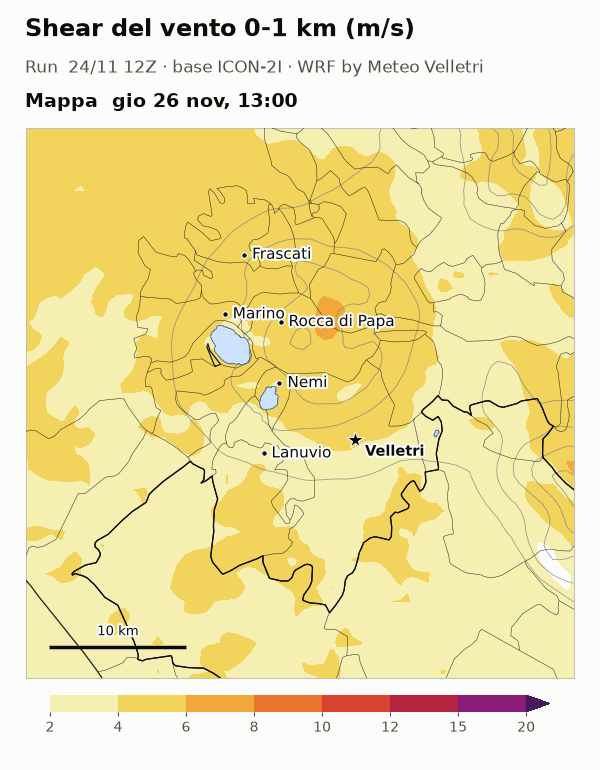 Shear del vento 0-1 km (m/s)
Run  24/11 12Z · base ICON-2I · WRF by Meteo Velletri
Mappa  gio 26 nov, 13:00
Frascati
Marino
Rocca di Papa
Nemi
Velletri
Lanuvio
10 km
2 4 6 8 10 12 15 20